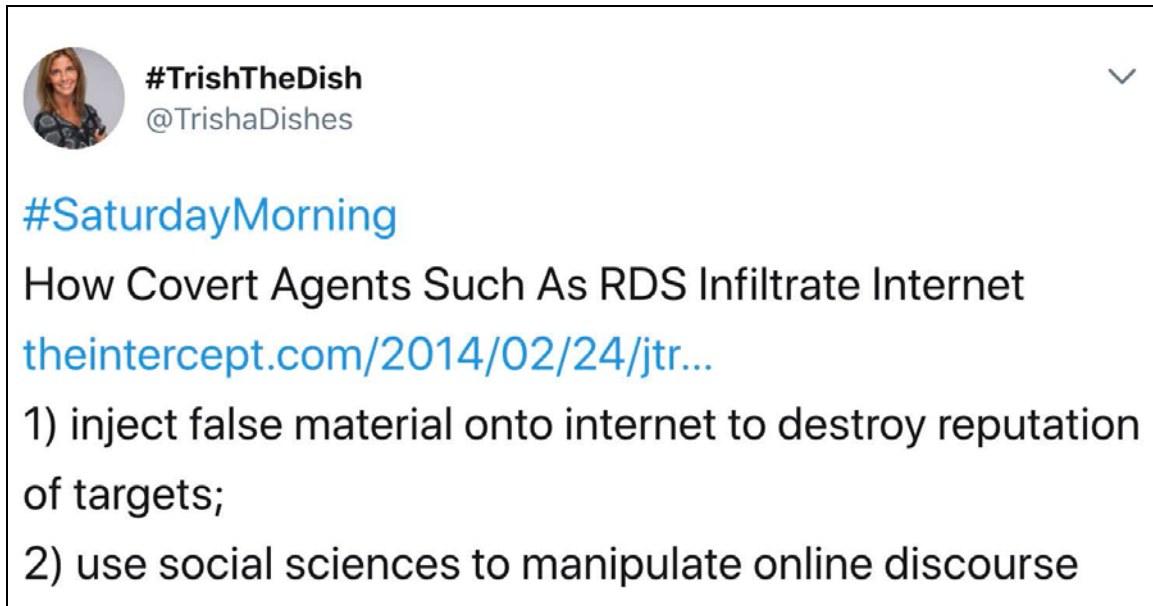 #TrishTheDish
@TrishaDishes
#SaturdayMorning
How Covert Agents Such As RDS Infiltrate Internet
theintercept.com/2014/02/24/jtr...
1) inject false material onto internet to destroy reputation
of targets;
2) use social sciences to manipulate online discourse